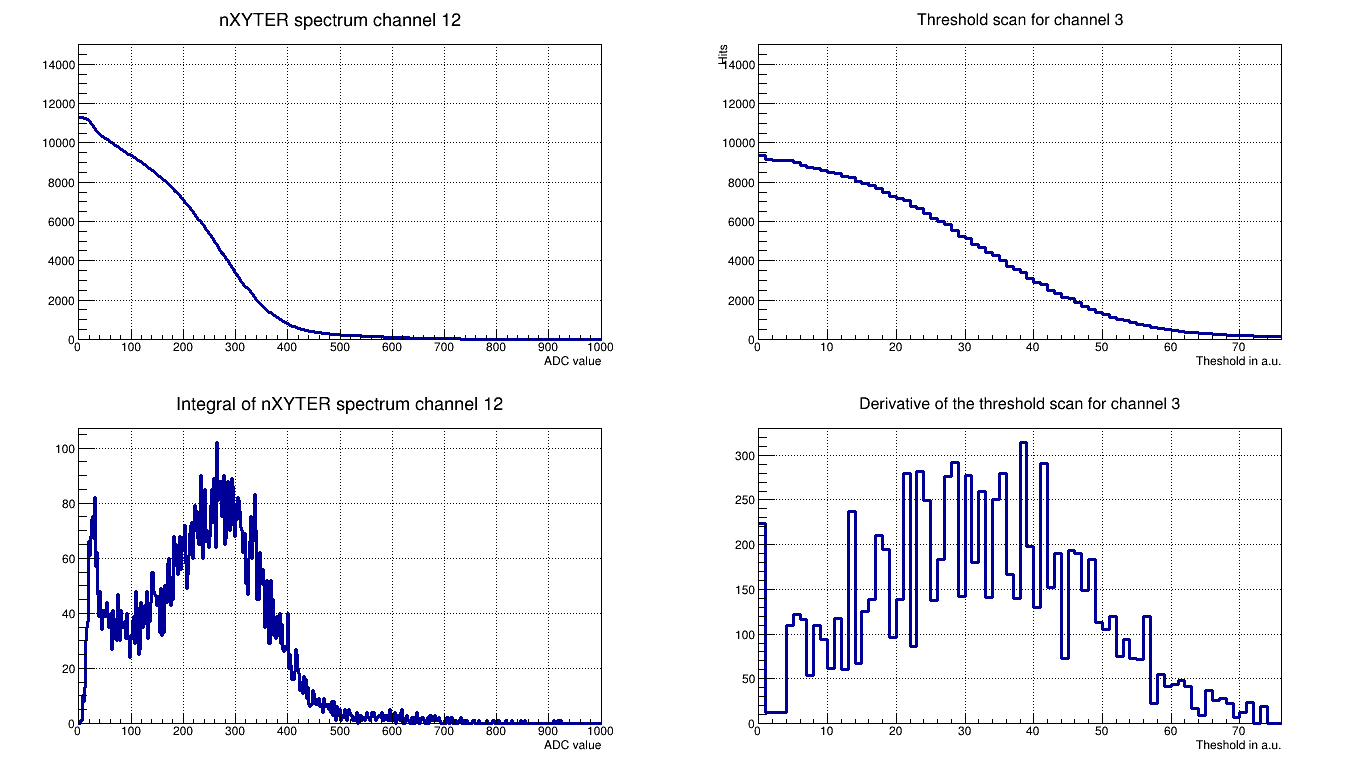 nXYTER spectrum channel 12
14000
12000
10000
8000
6000
4000
2000
0
0 100 200 300 400 500 600 700 800 900 1000
ADC value
Threshold scan for channel 3
Hits
14000
12000
10000
8000
6000
4000
2000
0
0 10 20 30 40 50 60 70
Theshold in a.u.
Integral of nXYTER spectrum channel 12
100
80
60
40
20
0
0 100 200 300 400 500 600 700 800 900 1000
ADC value
Derivative of the threshold scan for channel 3
300
250
200
150
100
50
0
0 10 20 30 40 50 60 70
Theshold in a.u.